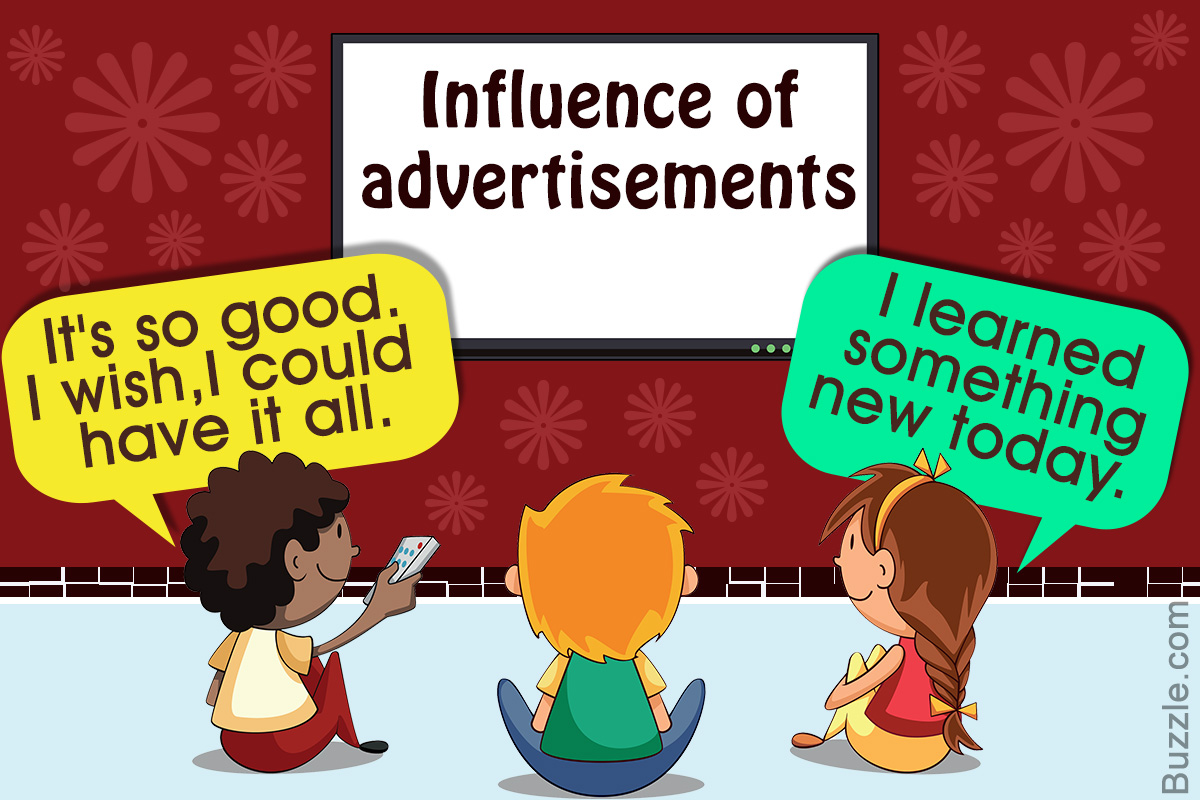 Influence of
advertisements
It's so good.
I wish,I could
have it all.
I learned
something
new today.
Buzzle.com